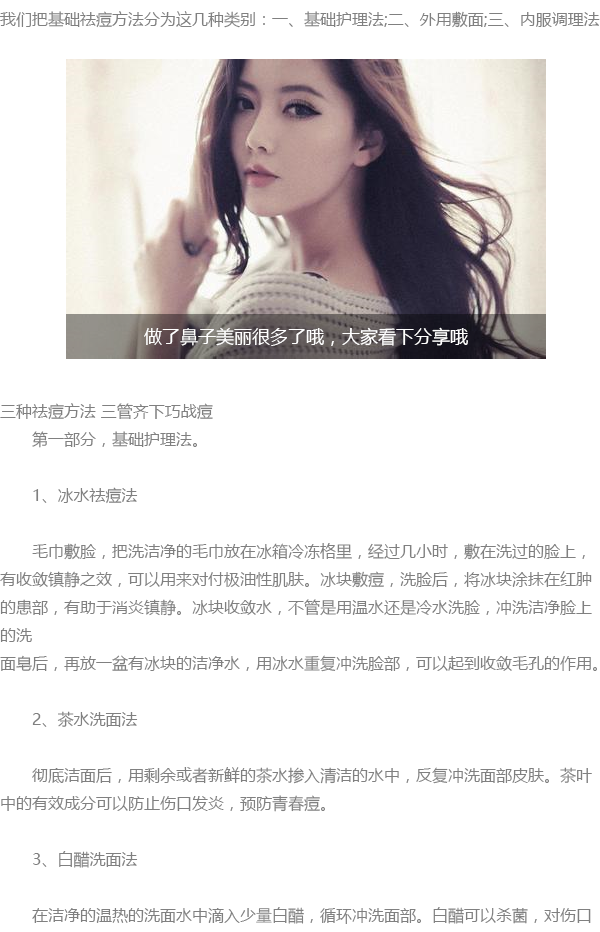 我们把基础祛痘方法分为这几种类别：一、基础护理法;二、外用敷面;三、内服调理法
做了鼻子美丽很多了哦，大家看下分享哦
三种祛痘方法 三管齐下巧战痘
第一部分，基础护理法。
1、冰水祛痘法
毛巾敷脸，把洗洁净的毛巾放在冰箱冷冻格里，经过几小时，敷在洗过的脸上，
有收敛镇静之效，可以用来对付极油性肌肤。冰块敷痘，洗脸后，将冰块涂抹在红肿
的患部，有助于消炎镇静。冰块收敛水，不管是用温水还是冷水洗脸，冲洗洁净脸上
的洗
面皂后，再放一盆有冰块的洁净水，用冰水重复冲洗脸部，可以起到收敛毛孔的作用。
2、茶水洗面法
彻底洁面后，用剩余或者新鲜的茶水掺入清洁的水中，反复冲洗面部皮肤。茶叶
中的有效成分可以防止伤口发炎，预防青春痘。
3、白醋洗面法
在洁净的温热的洗面水中滴入少量白醋，循环冲洗面部。白醋可以杀菌，对伤口